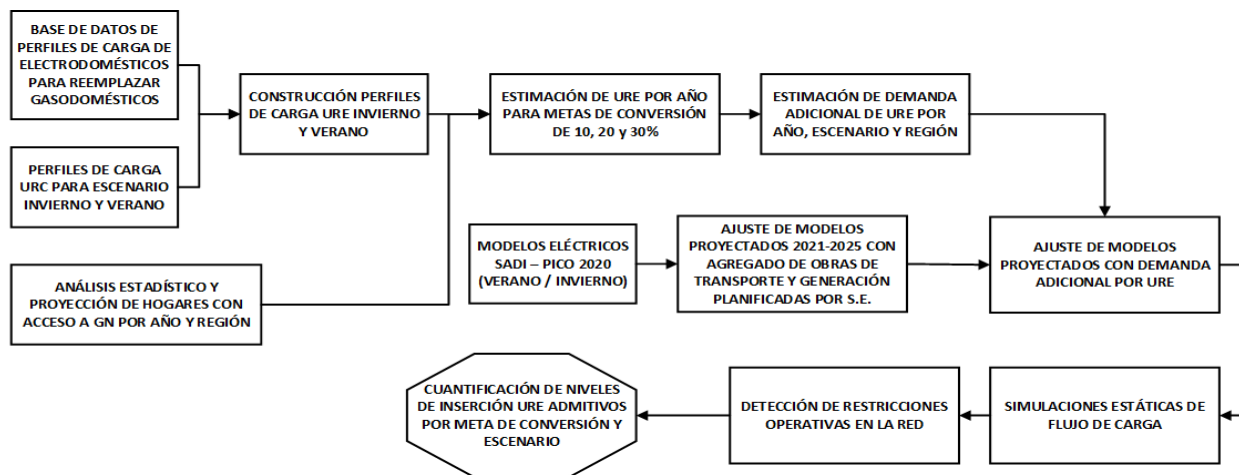 BASE DE DATOS DE
PERFILES DE CARGA DE
ELECTRODOMÉSTICOS
PARA REEMPLAZAR
GASODOMÉSTICOS
PERFILES DE CARGA
URC PARA ESCENARIO
INVIERNO Y VERANO
CONSTRUCCIÓN PERFILES
DE CARGA URE INVIERNO
Y VERANO
ESTIMACIÓN DE URE POR AÑO
PARA METAS DE CONVERSIÓN
DE 10, 20 y 30%
ESTIMACIÓN DE DEMANDA
ADICIONAL DE URE POR
AÑO, ESCENARIO Y REGIÓN
ANÁLISIS ESTADÍSTICO Y
PROYECCIÓN DE HOGARES CON
ACCESO A GN POR AÑO Y REGIÓN
MODELOS ELÉCTRICOS
SADI – PICO 2020
(VERANO / INVIERNO)
AJUSTE DE MODELOS
PROYECTADOS 2021-2025 CON
AGREGADO DE OBRAS DE
TRANSPORTE Y GENERACIÓN
PLANIFICADAS POR S.E.
AJUSTE DE MODELOS
PROYECTADOS CON DEMANDA
ADICIONAL POR URE
SIMULACIONES ESTÁTICAS DE
FLUJO DE CARGA
DETECCIÓN DE RESTRICCIONES
OPERATIVAS EN LA RED
CUANTIFICACIÓN DE NIVELES
DE INSERCIÓN URE ADMITIVOS
POR META DE CONVERSIÓN Y
ESCENARIO